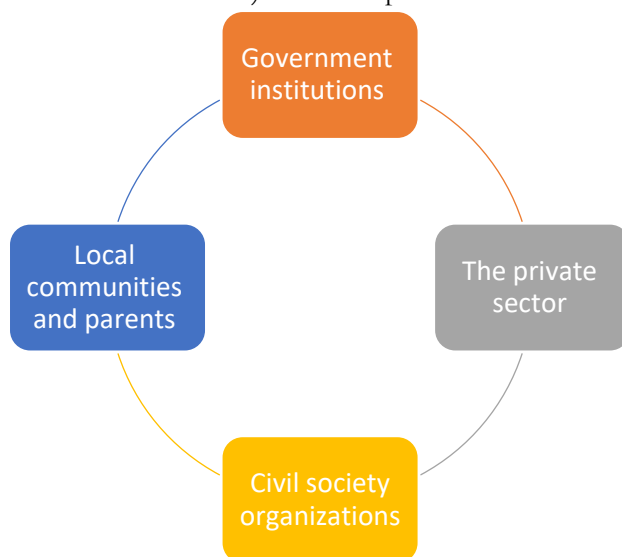 Government
institutions
Local
communities
and parents
The private
sector
Civil society
organizations